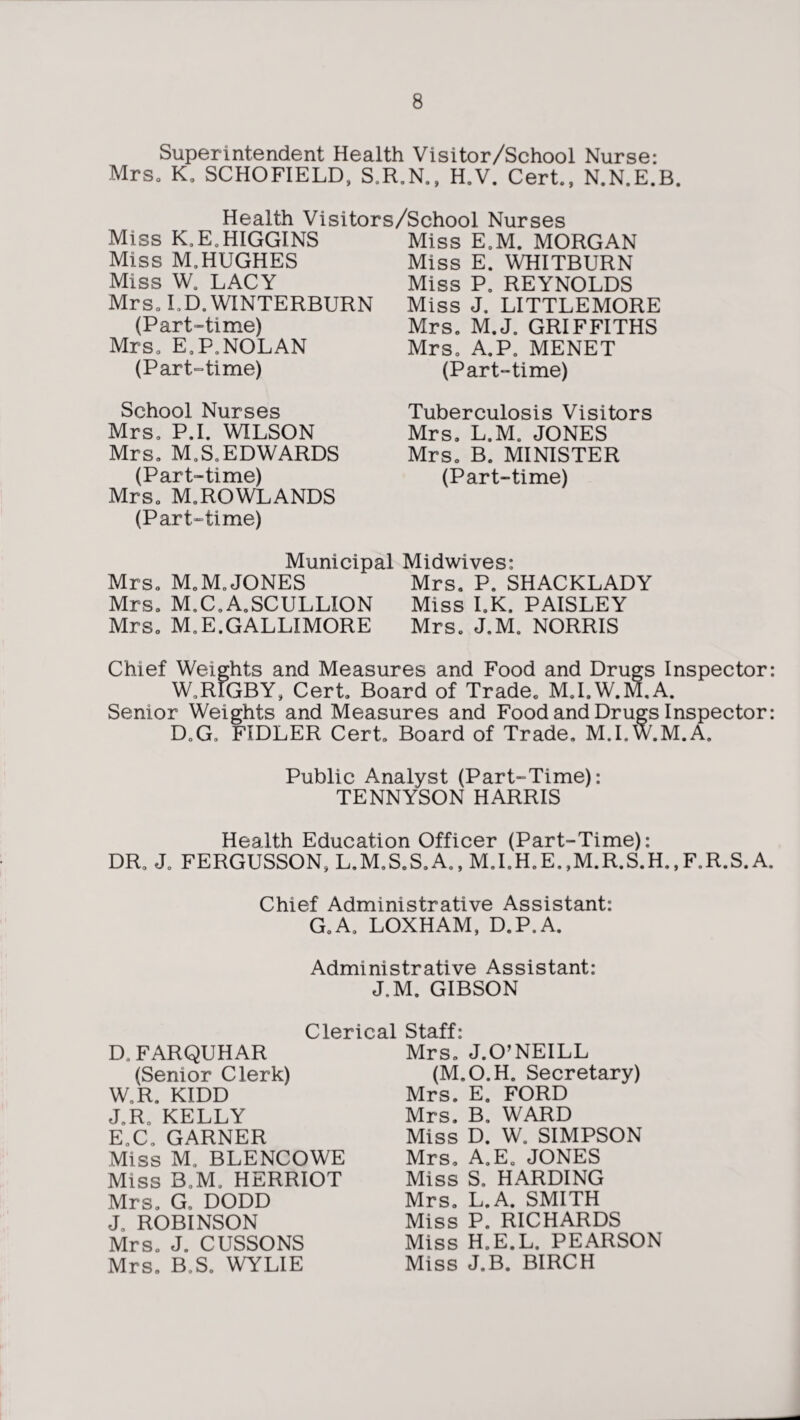 8
Superintendent Health Visitor/School Nurse:
Mrs. K. SCHOFIELD, S.R.N., H.V. Cert., N.N.E.B.
Health Visitors/School Nurses
Miss K.E.HIGGINS
Miss M.HUGHES
Miss W. LACY
Mrs.I.D.WINTERBURN
(Part-time)
Mrs. E.P.NOLAN
(Part-time)
Miss E.M. MORGAN
Miss E. WHITBURN
Miss P. REYNOLDS
Miss J. LITTLEMORE
Mrs. M.J. GRIFFITHS
Mrs. A.P. MENET
(Part-time)
School Nurses
Mrs. P.I. WILSON
Mrs. M.S.EDWARDS
(Part-time)
Mrs. M.ROWLANDS
(Part-time)
Tuberculosis Visitors
Mrs. L.M. JONES
Mrs. B. MINISTER
(Part-time)
Municipal Midwives:
Mrs. M.M.JONES
Mrs. M.C.A.SCULLION
Mrs. M.E.GALLIMORE
Mrs. P. SHACKLADY
Miss I.K. PAISLEY
Mrs. J.M. NORRIS
Chief Weights and Measures and Food and Drugs Inspector:
W.RIGBY, Cert. Board of Trade. M.I.W.M.A.
Senior Weights and Measures and Food and Drugs Inspector:
D.G. FIDLER Cert. Board of Trade. M.I.W.M.A.
Public Analyst (Part-Time):
TENNYSON HARRIS
Health Education Officer (Part-Time):
DR. J. FERGUSSON, L.M.S.S.A., M.I.H.E.,M.R.S.H.,F.R.S.A.
Chief Administrative Assistant:
G.A. LOXHAM, D.P.A.
Administrative Assistant:
J.M. GIBSON
Clerical Staff:
D.FARQUHAR
(Senior Clerk)
W.R. KIDD
J.R. KELLY
E.C. GARNER
Miss M. BLENCOWE
Miss B.M. HERRIOT
Mrs. G. DODD
J. ROBINSON
Mrs. J. CUSSONS
Mrs. B.S. WYLIE
Mrs. J.O'NEILL
(M.O.H. Secretary)
Mrs. E. FORD
Mrs. B. WARD
Miss D. W. SIMPSON
Mrs. A.E. JONES
Miss S. HARDING
Mrs. L.A. SMITH
Miss P. RICHARDS
Miss H.E.L. PEARSON
Miss J.B. BIRCH